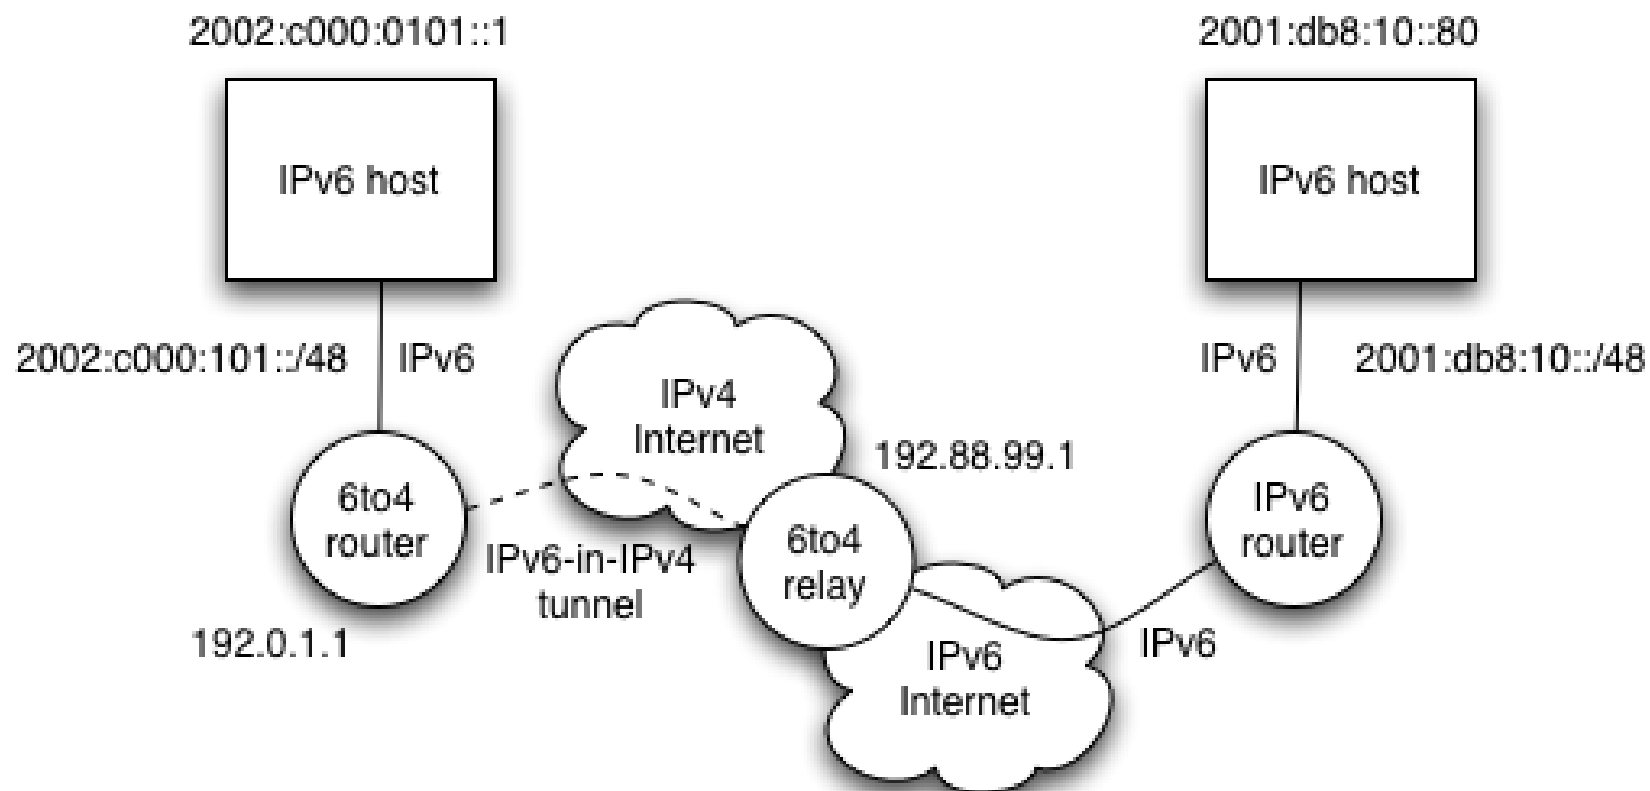 2002:c000:0101::1
2001:db8:10::80
IPv6 host
IPv6 host
2002:c000:101::/48
IPv6
IPv6
2001:db8:10::/48
IPv4
Internet
192.88.99.1
6to4
router
IPv6
router
6to4
relay
IPv6-in-IPv4
tunnel
192.0.1.1
IPv6
IPv6
Internet